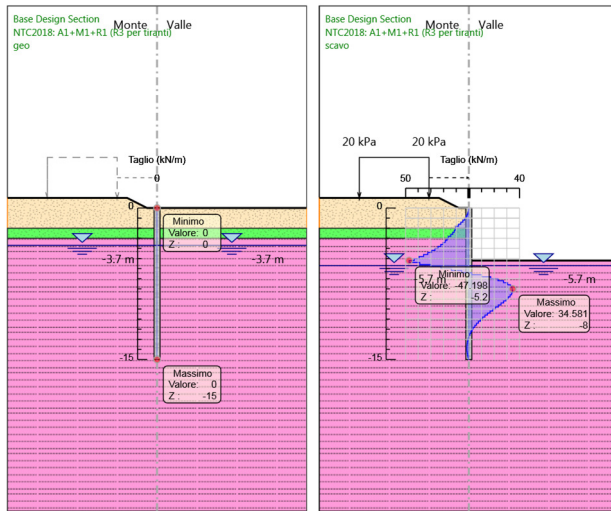 Base Design Section
NTC2018: A1+M1+R1 (R3 per tiranti)
geo
Monte Valle
Taglio (kN/m)
0
0
Minimo
Valore: 0
Z : 0
-3.7 m
-3.7 m
-15
Massimo
Valore: 0
Z : -15
Base Design Section
NTC2018: A1+M1+R1 (R3 per tiranti)
scavo
Monte Valle
20 kPa 20 kPa
Taglio (kN/m)
50 0 40
0
Minimo
Valore: -47.198
Z : -5.2
-5.7 m
Massimo
Valore: 34.581
Z : -8
-15